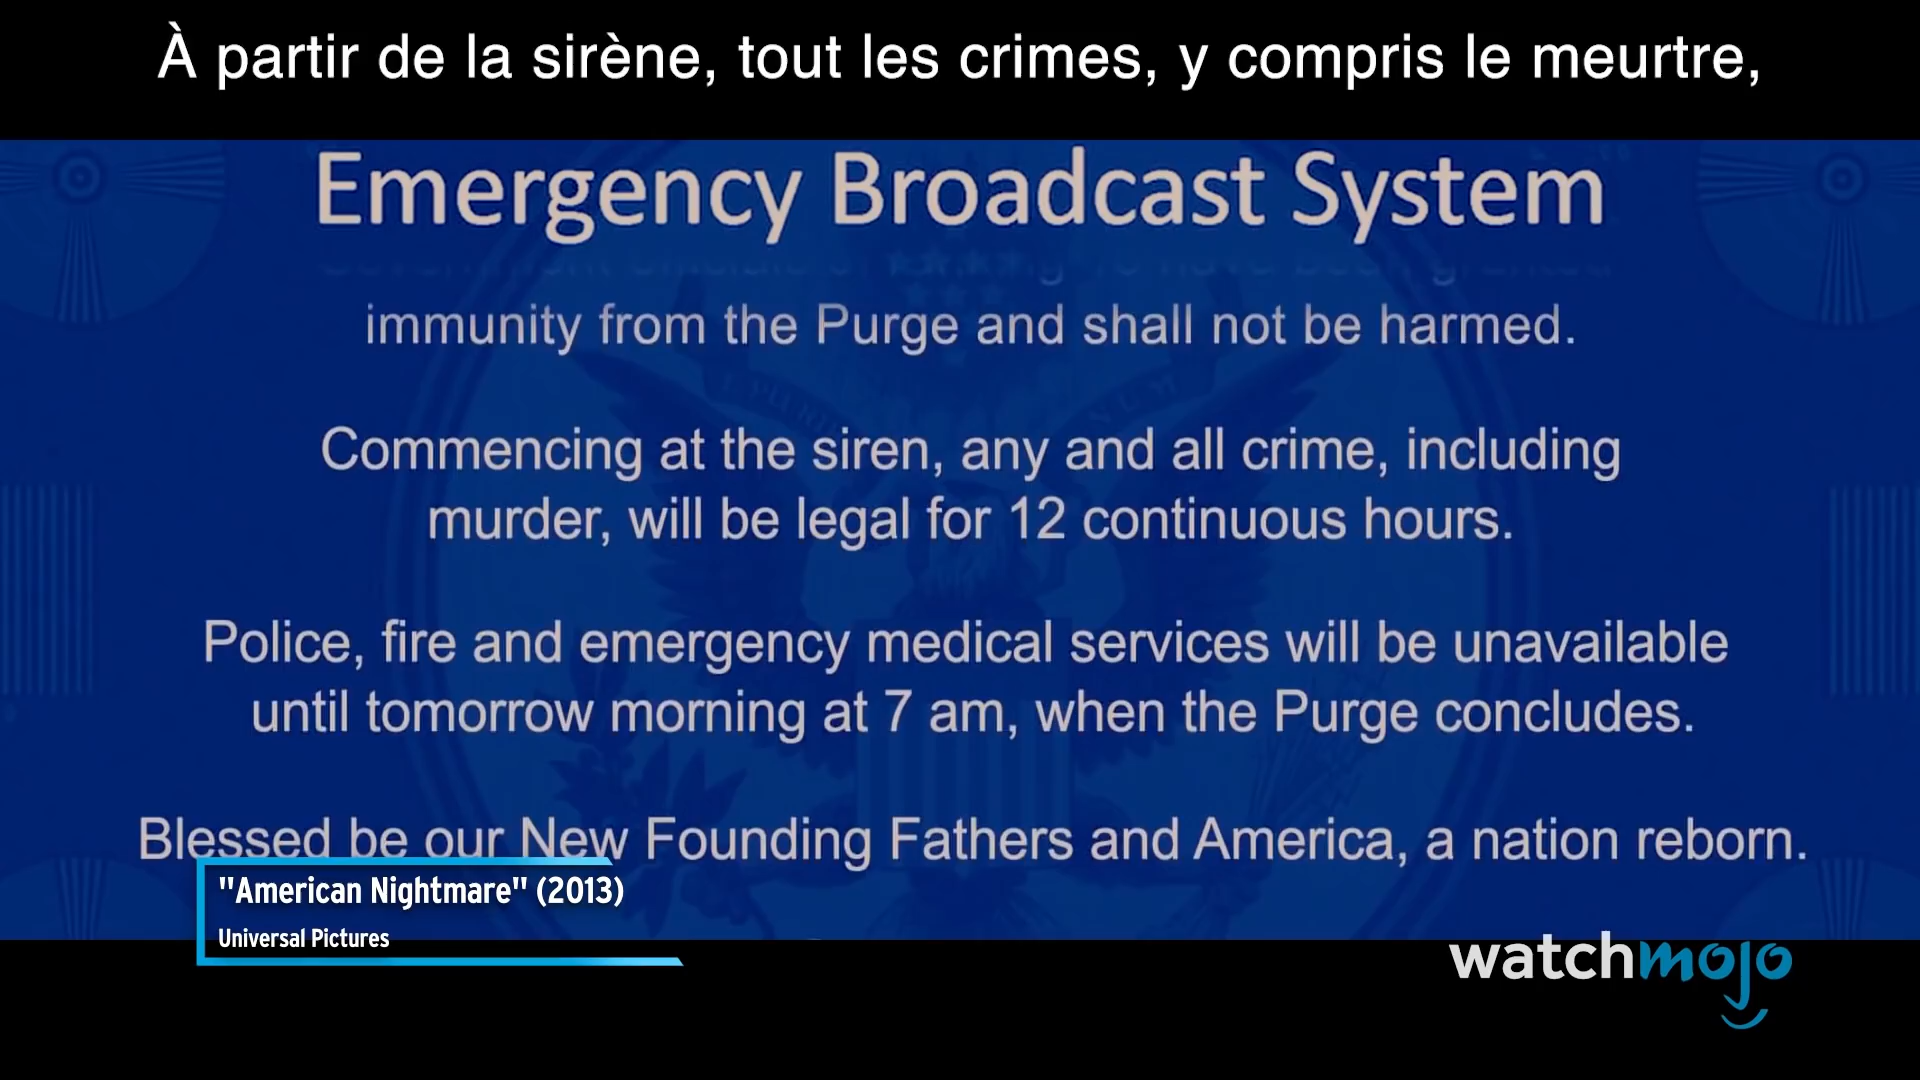 À partir de la sirène, tout les crimes, y compris le meurtre,
Emergency Broadcast System
immunity from the Purge and shall not be harmed.
Commencing at the siren, any and all crime, including
murder, will be legal for 12 continuous hours.
Police, fire and emergency medical services will be unavailable
until tomorrow morning at 7 am, when the Purge concludes.
Blessed be our New Founding Fathers and America, a nation reborn.
"American Nightmare" (2013)
Universal Pictures
watchmojo